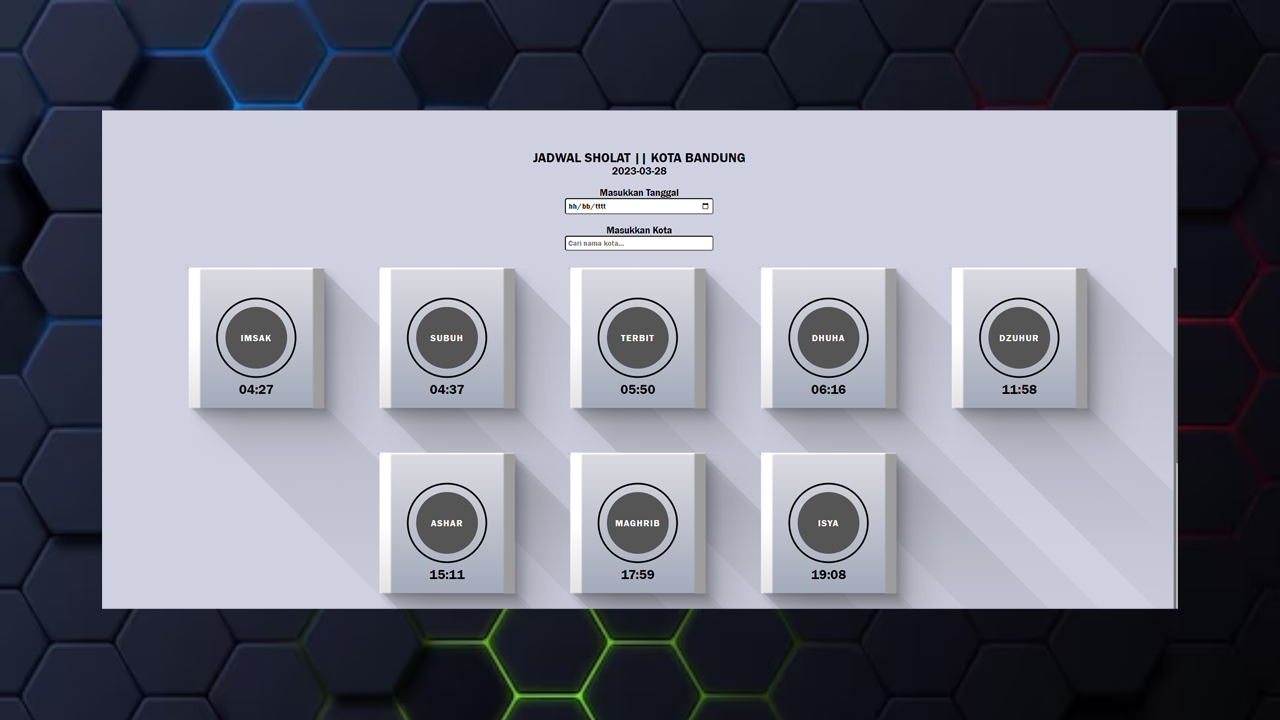 JADWAL SHOLAT || KOTA BANDUNG
2023-03-28
Masukkan Tanggal
hh/bb/tttt
Masukkan Kota
Cari nama kota...
IMSAK
04:27
SUBUH
04:37
TERBIT
05:50
DHUHA
06:16
DZUHUR
11:58
ASHAR
15:11
MAGHRIB
17:59
ISYA
19:08